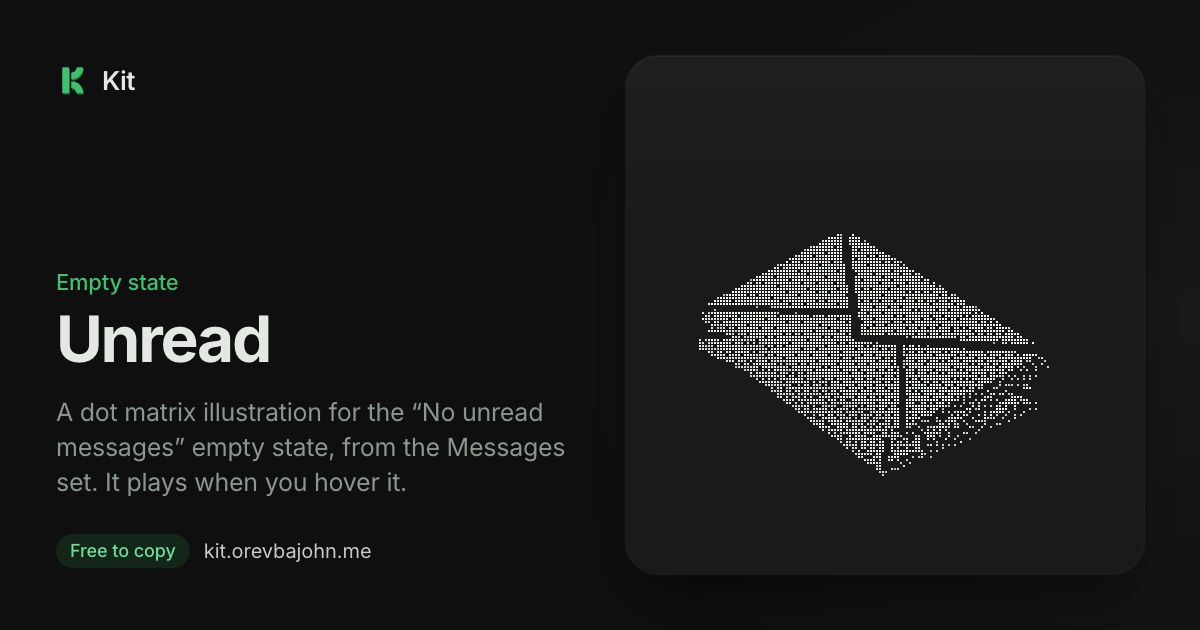 Kit
Empty state
Unread
A dot matrix illustration for the “No unread
messages” empty state, from the Messages
set. It plays when you hover it.
Free to copy
kit.orevbajohn.me